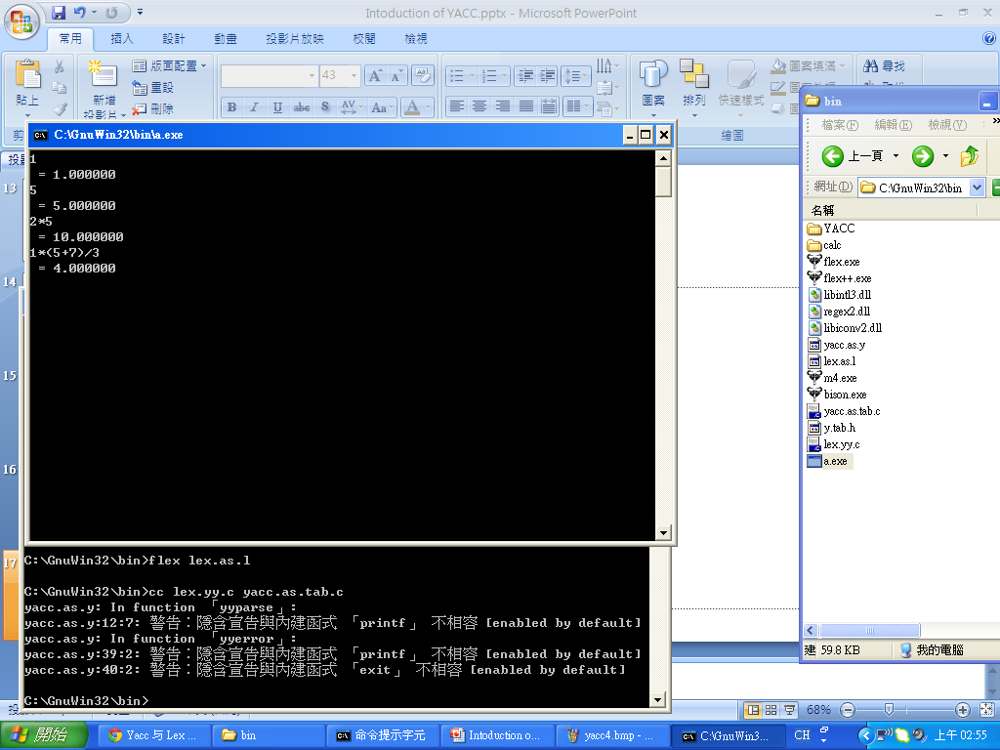 Intoduction of YACC.pptx - Microsoft PowerPoint
常用 插入 設計 動畫 投影片放映 校閱 檢視
貼上
新增
投影片
版面配置
重設
刪除
43
圖案 排列 快速樣式
圖案填滿
尋找
繪圖
bin
檔案(F) 編輯(E) 檢視(V)
上一頁
網址(D) C:\GnuWin32\bin
名稱
YACC
calc
flex.exe
flex++.exe
libintl3.dll
regex2.dll
libiconv2.dll
yacc.as.y
lex.as.l
m4.exe
bison.exe
yacc.as.tab.c
y.tab.h
lex.yy.c
a.exe
建 59.8 KB 我的電腦
C:\GnuWin32\bin\a.exe
1
 = 1.000000
5
 = 5.000000
2*5
 = 10.000000
1*(5+7)/3
 = 4.000000
13
14
15
16
17
C:\GnuWin32\bin>flex lex.as.l
C:\GnuWin32\bin>cc lex.yy.c yacc.as.tab.c
yacc.as.y: In function 「yyparse」:
yacc.as.y:12:7: 警告：隱含宣告與內建函式 「printf」 不相容 [enabled by default]
yacc.as.y: In function 「yyerror」:
yacc.as.y:39:2: 警告：隱含宣告與內建函式 「printf」 不相容 [enabled by default]
yacc.as.y:40:2: 警告：隱含宣告與內建函式 「exit」 不相容 [enabled by default]
C:\GnuWin32\bin>
68%
開始 Yacc 与 Lex ... bin 命令提示字元 Intoduction o... yacc4.bmp - ... C:\GnuWin3... CH 上午 02:55